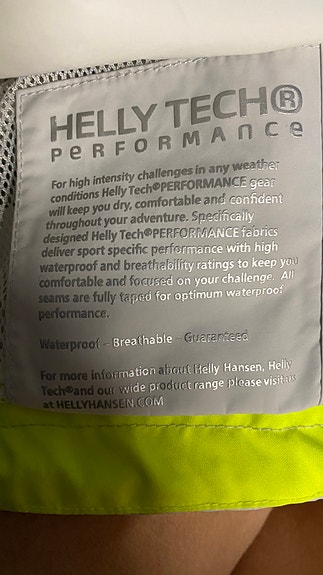 HELLY TECH®
PERFORMANCe
For high intensity challenges in any weather
conditions Helly Tech®PERFORMANCE gear
will keep you dry, comfortable and confident
throughout your adventure. Specifically
designed Helly Tech®PERFORMANCE fabrics
deliver sport specific performance with high
waterproof and breathability ratings to keep you
comfortable and focused on your challenge. All
seams are fully taped for optimum waterproof
performance.
Waterproof - Breathable - Guaranteed
For more information about Helly Hansen, Helly
Tech®and our wide product range please visit us
at HELLYHANSEN.COM